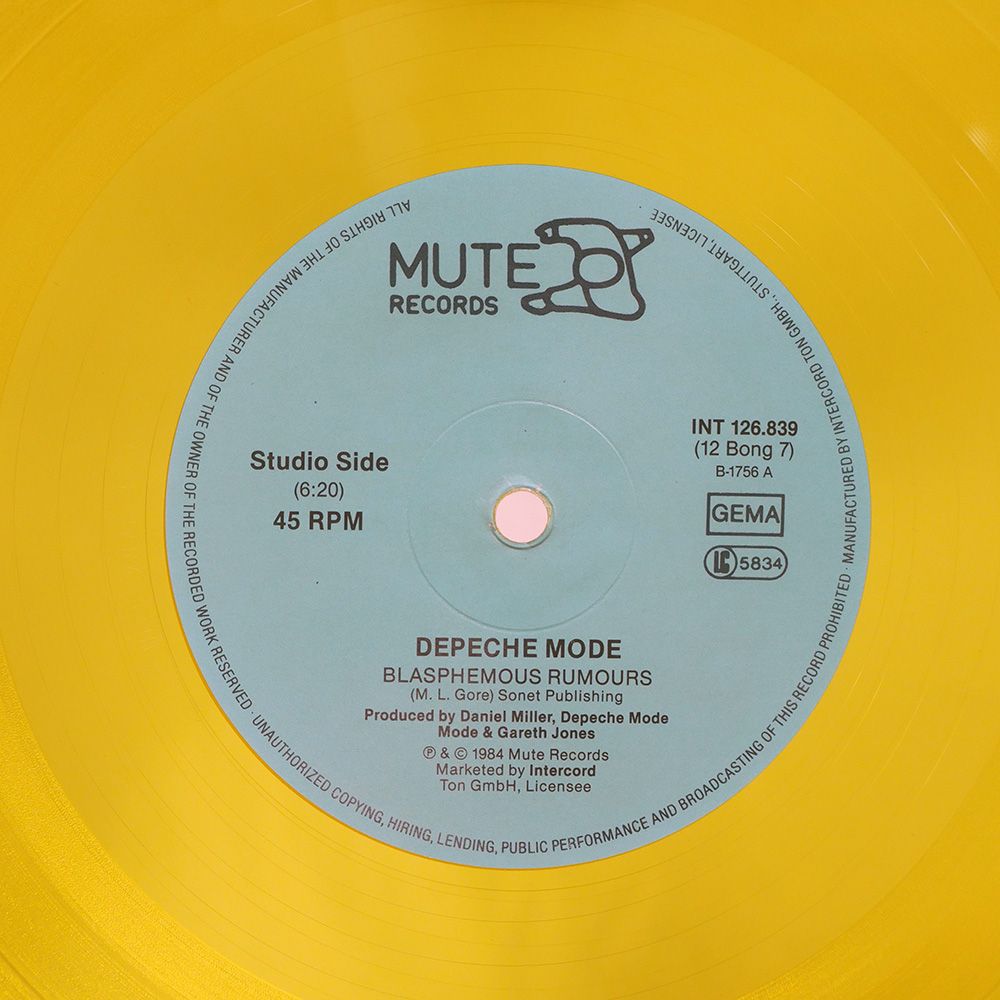 MUTE
RECORDS
Studio Side
(6:20)
45 RPM
INT 126.839
(12 Bong 7)
B-1756 A
GEMA
LC 5834
DEPECHE MODE
BLASPHEMOUS RUMOURS
(M. L. Gore) Sonet Publishing
Produced by Daniel Miller, Depeche Mode
Mode & Gareth Jones
℗ & © 1984 Mute Records
Marketed by Intercord
Ton GmbH, Licensee
ALL RIGHTS OF THE MANUFACTURER AND OF THE OWNER OF THE RECORDED WORK RESERVED · UNAUTHORIZED COPYING, HIRING, LENDING, PUBLIC PERFORMANCE AND BROADCASTING OF THIS RECORD PROHIBITED · MANUFACTURED BY INTERCORD TON GMBH., STUTTGART, LICENSEE